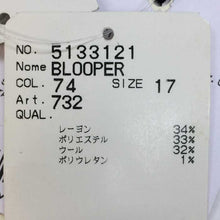 NO. 5133121
Nome BLOOPER
COL. 74 SIZE 17
Art. 732
QUAL.
レーヨン 34%
ポリエステル 33%
ウール 32%
ポリウレタン 1%